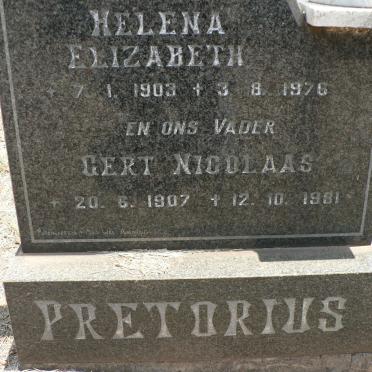 HELENA
ELIZABETH
7. 1. 1903 + 3. 8. 1976
EN ONS VADER
GERT NICOLAAS
+ 20. 6. 1907 + 12. 10. 1981
PRETORIUS